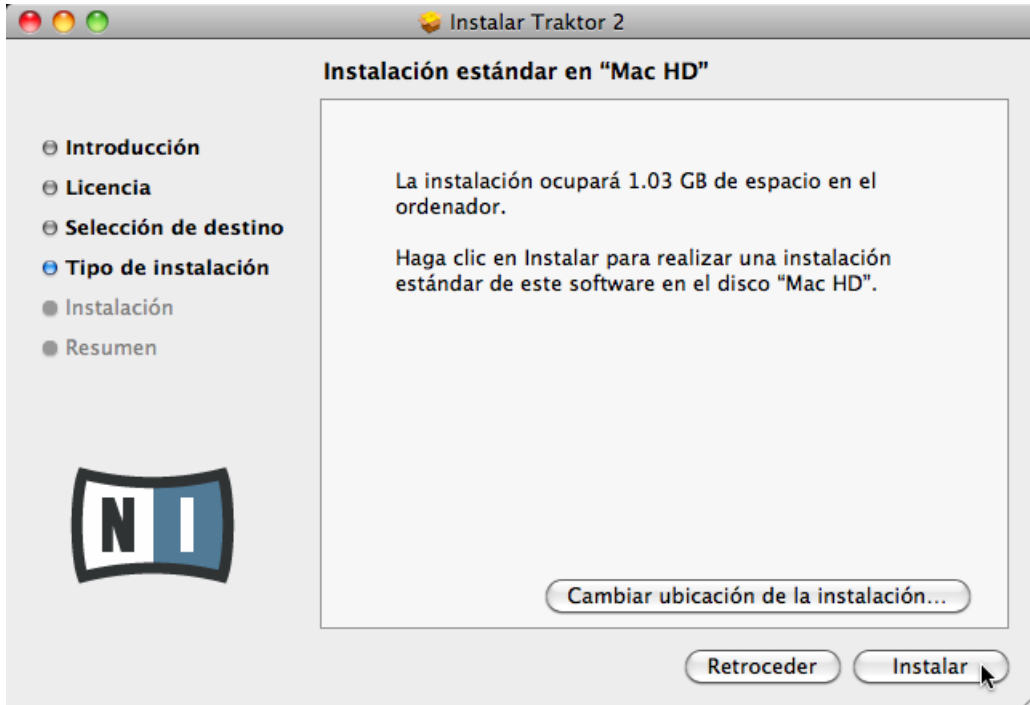 Instalar Traktor 2
Instalación estándar en “Mac HD”
Introducción
Licencia
Selección de destino
Tipo de instalación
Instalación
Resumen
La instalación ocupará 1.03 GB de espacio en el
ordenador.
Haga clic en Instalar para realizar una instalación
estándar de este software en el disco “Mac HD”.
NI
Cambiar ubicación de la instalación...
Retroceder
Instalar